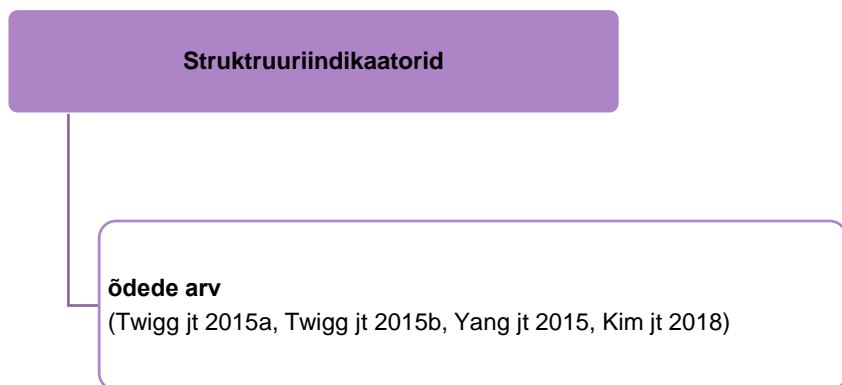 Struktruuriindikaatorid
õdede arv
(Twigg jt 2015a, Twigg jt 2015b, Yang jt 2015, Kim jt 2018)